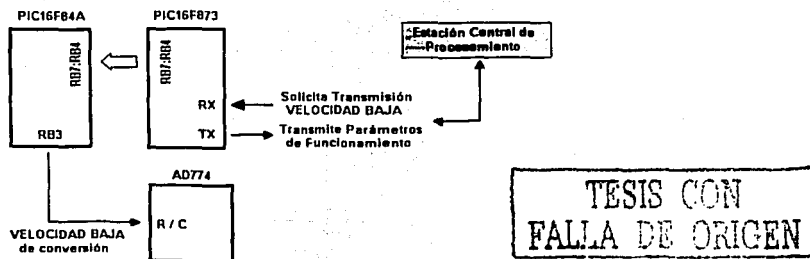 PIC16F84A
PIC16F873
RB7:RB4
RB7:RB4
RB3
RX
TX
Solicita Transmisión
VELOCIDAD BAJA
Transmite Parámetros
de Funcionamiento
Estación Central de
Procesamiento
AD774
R / C
VELOCIDAD BAJA
de conversión
TESIS CON
FALLA DE ORIGEN